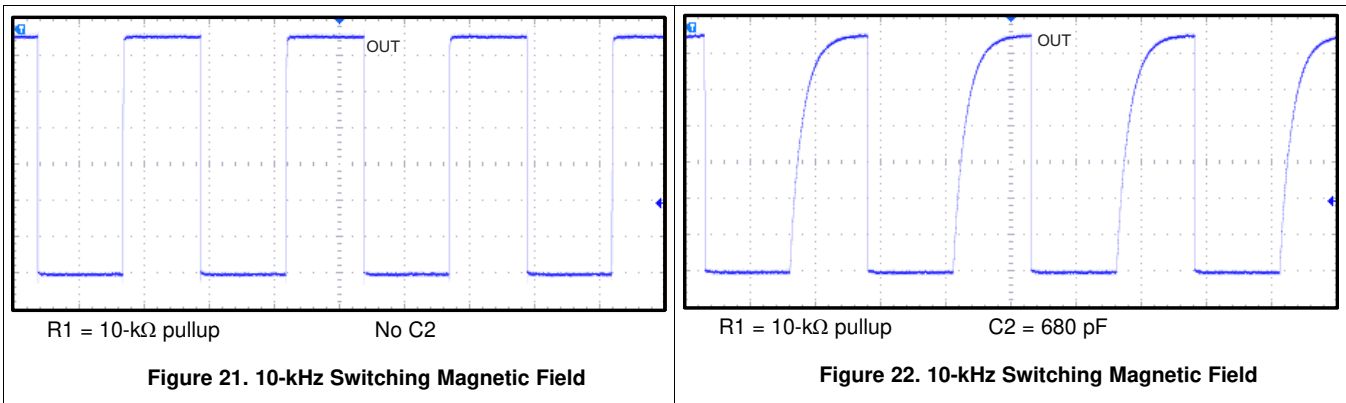 OUT
R1 = 10-kΩ pullup No C2
Figure 21. 10-kHz Switching Magnetic Field
OUT
R1 = 10-kΩ pullup C2 = 680 pF
Figure 22. 10-kHz Switching Magnetic Field